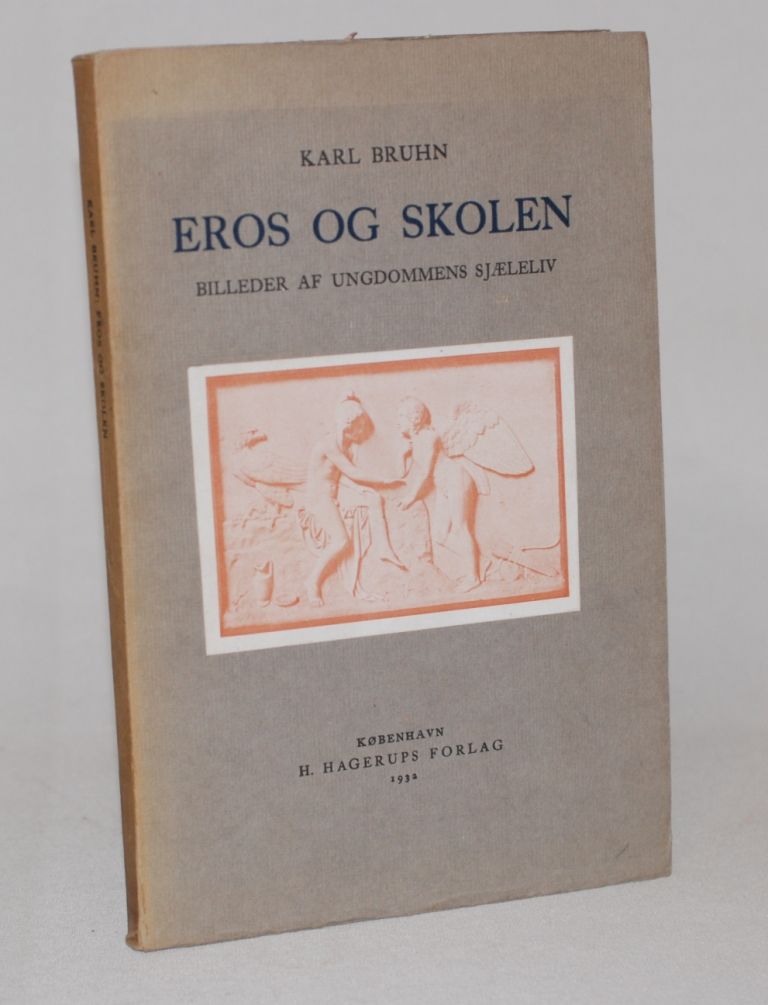 KARL BRUHN
EROS OG SKOLEN
BILLEDER AF UNGDOMMENS SJÆLELIV
KØBENHAVN
H. HAGERUPS FORLAG
1932
KARL BRUHN: EROS OG SKOLEN